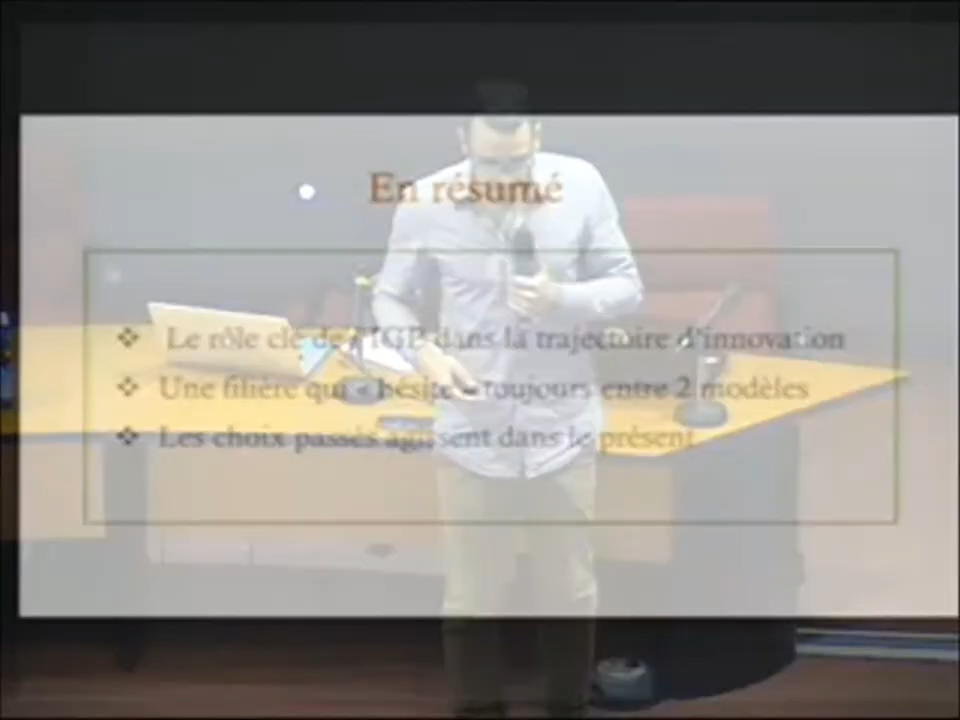 En résumé
❖ Le rôle clé de l'IGP dans la trajectoire d'innovation
❖ Une filière qui « hésite » toujours entre 2 modèles
❖ Les choix passés agissent dans le présent